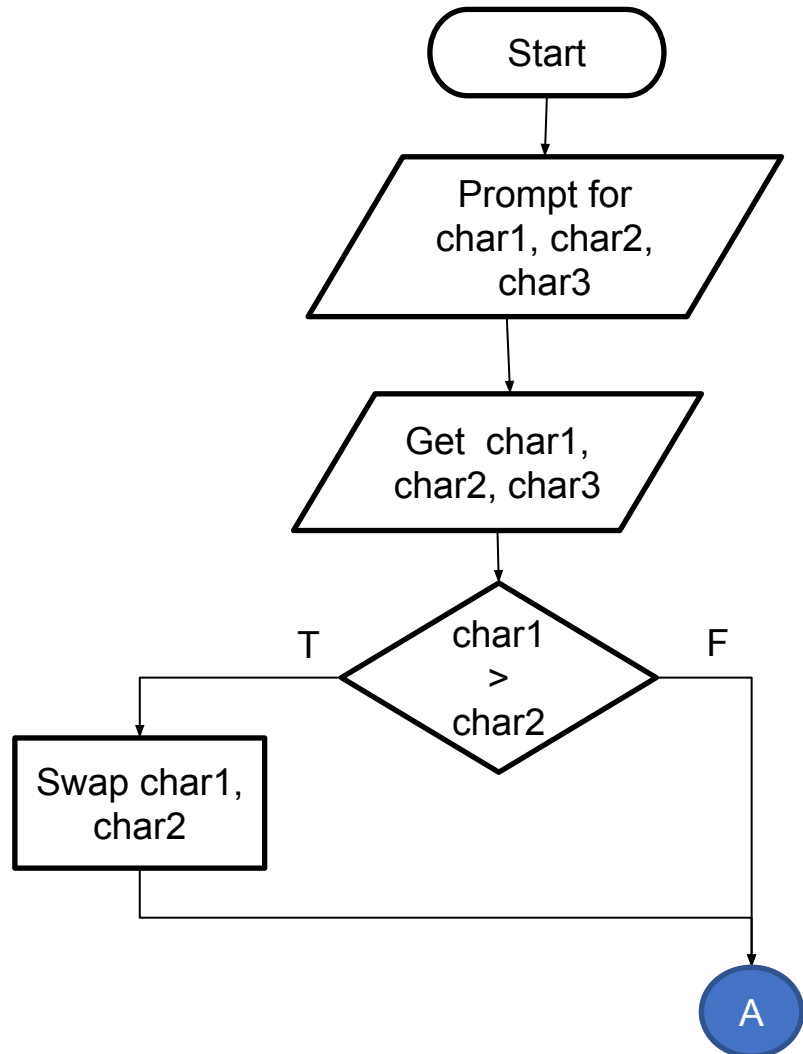 Start
Prompt for
char1, char2,
char3
Get char1,
char2, char3
T
char1
>
char2
F
Swap char1,
char2
A